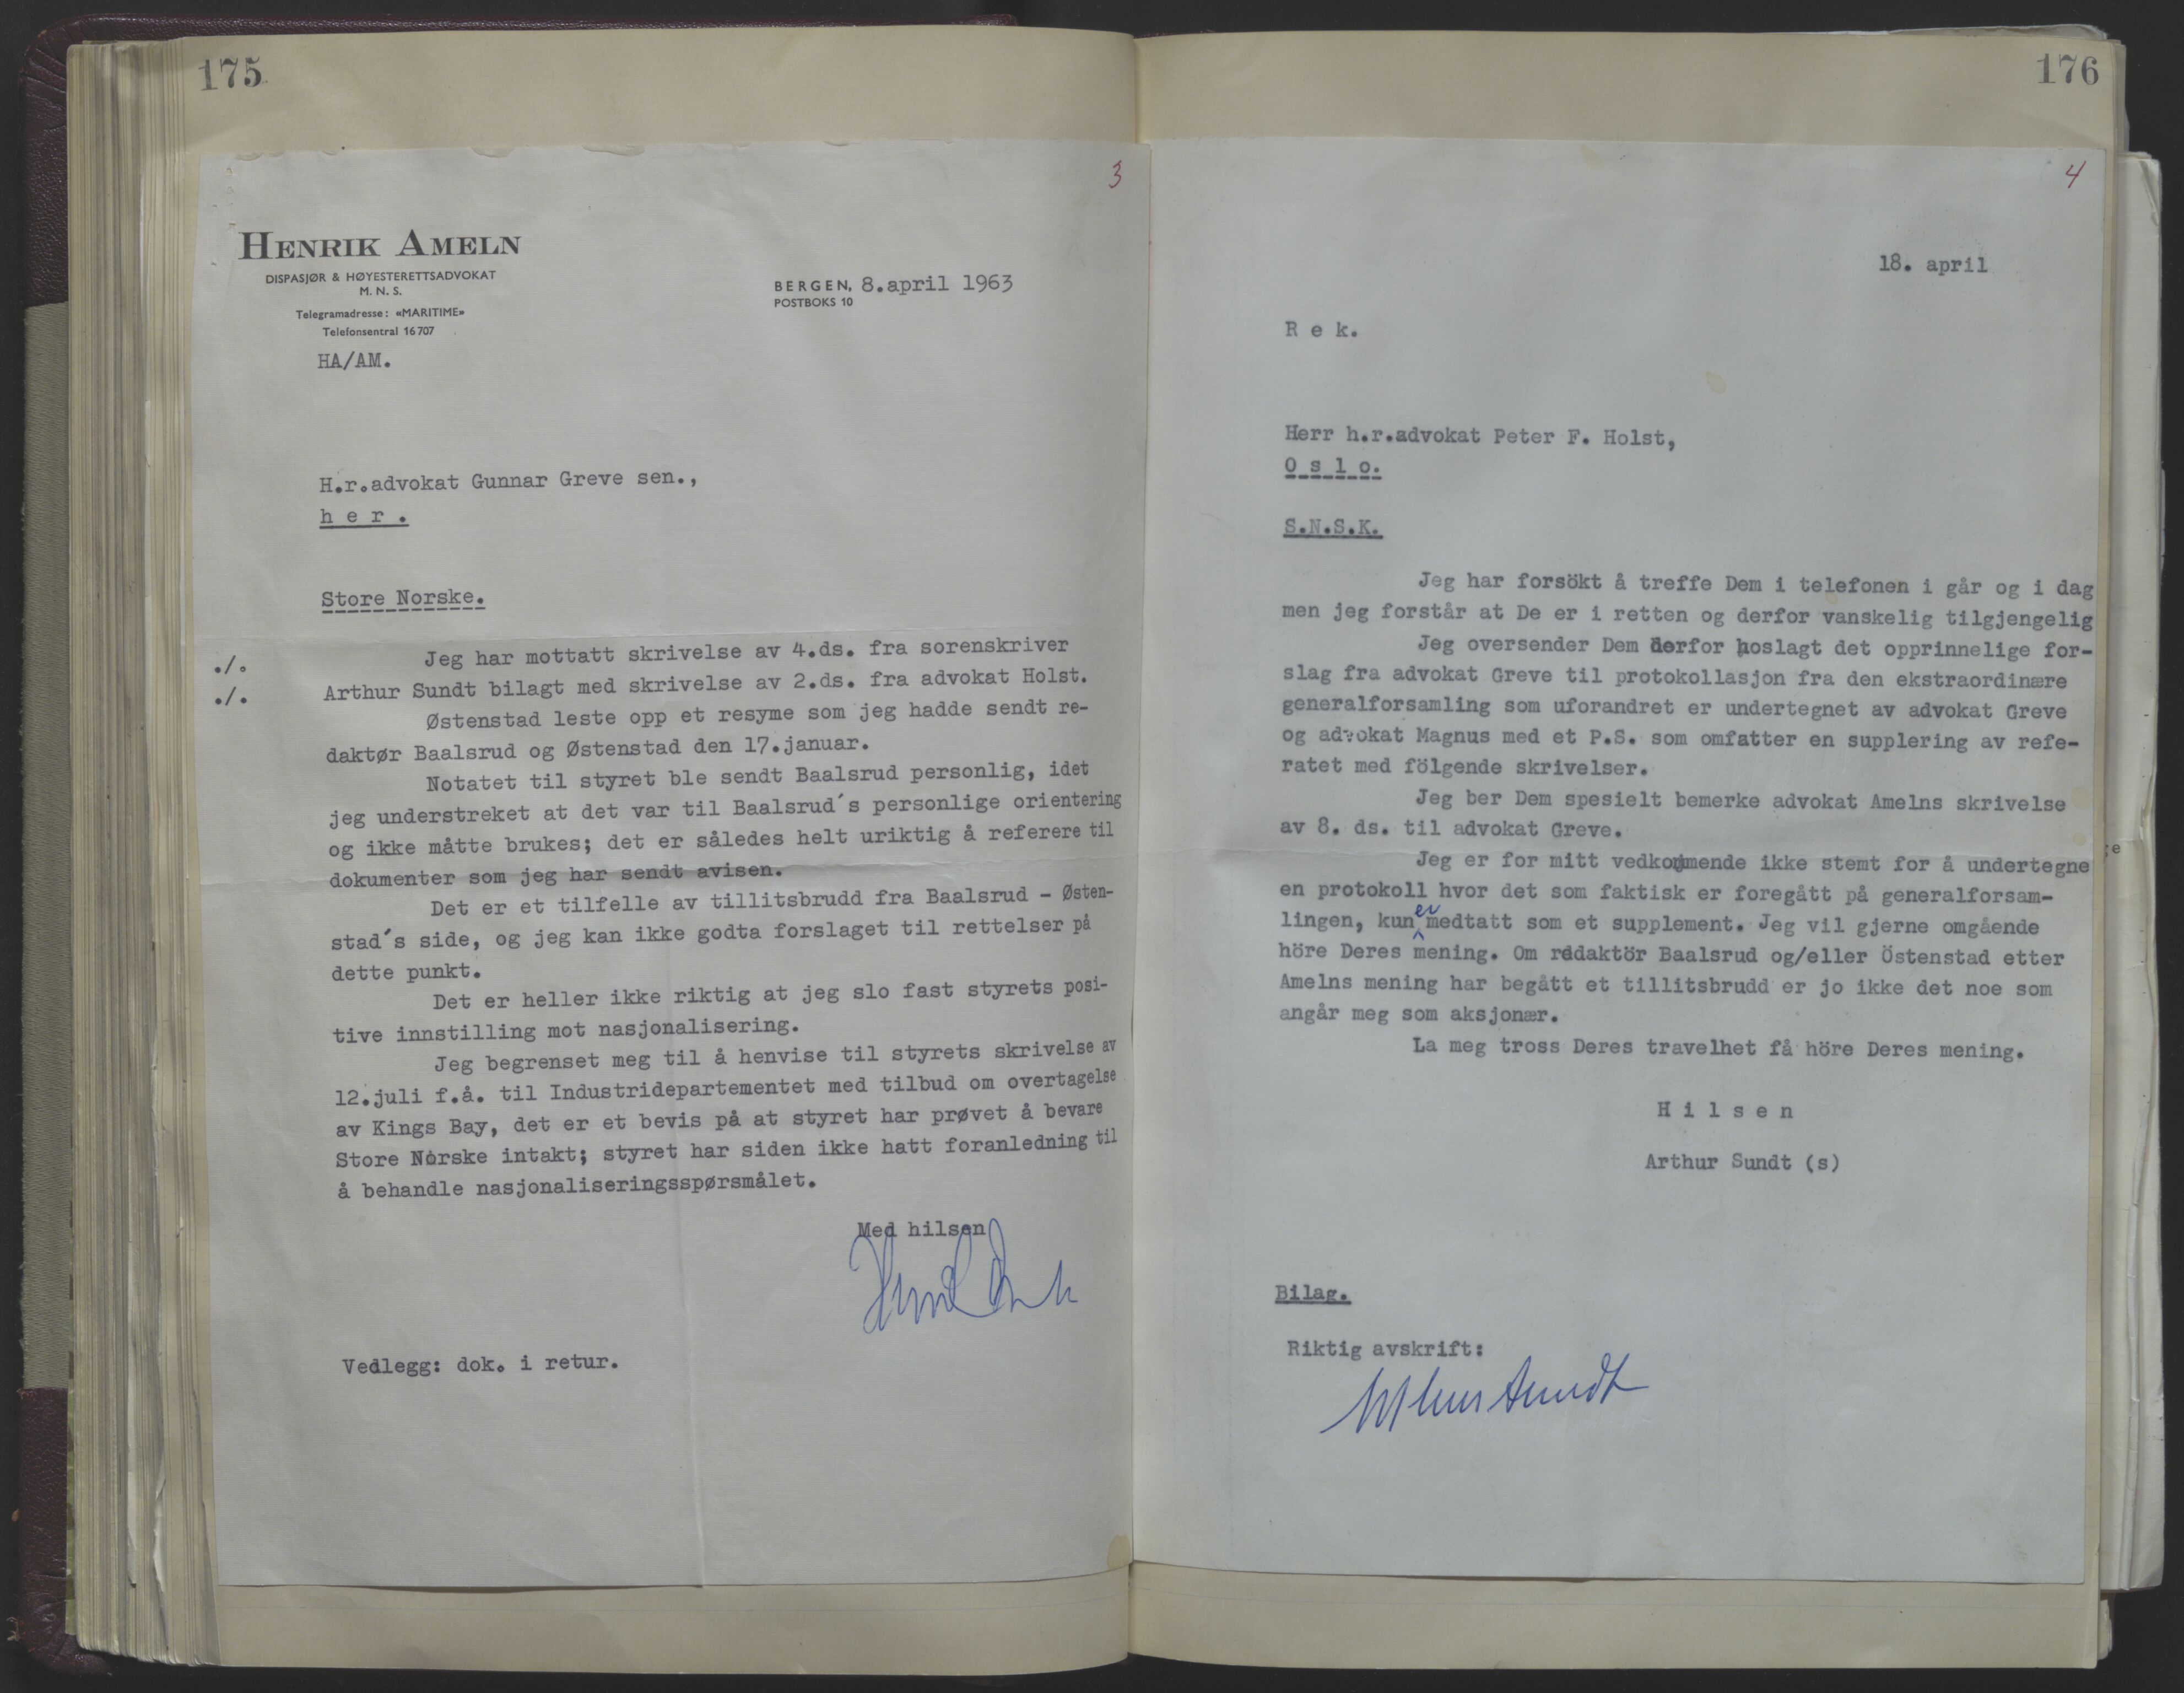 175
3
HENRIK AMELN
DISPASJØR & HØYESTERETTSADVOKAT
M. N. S.
Telegramadresse: «MARITIME»
Telefonsentral 16707
BERGEN, 8.april 1963
POSTBOKS 10
HA/AM.
H.r.advokat Gunnar Greve sen.,
h e r .
Store Norske.
./. Jeg har mottatt skrivelse av 4.ds. fra sorenskriver
./. Arthur Sundt bilagt med skrivelse av 2.ds. fra advokat Holst.
Østenstad leste opp et resyme som jeg hadde sendt re-
daktør Baalsrud og Østenstad den 17.januar.
Notatet til styret ble sendt Baalsrud personlig, idet
jeg understreket at det var til Baalsrud´s personlige orientering
og ikke måtte brukes; det er således helt uriktig å referere til
dokumenter som jeg har sendt avisen.
Det er et tilfelle av tillitsbrudd fra Baalsrud - Østen-
stad´s side, og jeg kan ikke godta forslaget til rettelser på
dette punkt.
Det er heller ikke riktig at jeg slo fast styrets posi-
tive innstilling mot nasjonalisering.
Jeg begrenset meg til å henvise til styrets skrivelse av
12.juli f.å. til Industridepartementet med tilbud om overtagelse
av Kings Bay, det er et bevis på at styret har prøvet å bevare
Store Norske intakt; styret har siden ikke hatt foranledning til
å behandle nasjonaliseringsspørsmålet.
Med hilsen
Vedlegg: dok. i retur.
176
4
18. april
R e k.
Herr h.r.advokat Peter F. Holst,
O s l o.
S.N.S.K.
Jeg har forsökt å treffe Dem i telefonen i går og i dag
men jeg forstår at De er i retten og derfor vanskelig tilgjengelig
Jeg oversender Dem derfor hoslagt det opprinnelige for-
slag fra advokat Greve til protokollasjon fra den ekstraordinære
generalforsamling som uforandret er undertegnet av advokat Greve
og advokat Magnus med et P.S. som omfatter en supplering av refe-
ratet med fölgende skrivelser.
Jeg ber Dem spesielt bemerke advokat Amelns skrivelse
av 8. ds. til advokat Greve.
Jeg er for mitt vedkommende ikke stemt for å undertegne
en protokoll hvor det som faktisk er foregått på generalforsam-
lingen, kun er medtatt som et supplement. Jeg vil gjerne omgående
höre Deres mening. Om redaktör Baalsrud og/eller Östenstad etter
Amelns mening har begått et tillitsbrudd er jo ikke det noe som
angår meg som aksjonær.
La meg tross Deres travelhet få höre Deres mening.
H i l s e n
Arthur Sundt (s)
Bilag.
Riktig avskrift:
Arthur Sundt